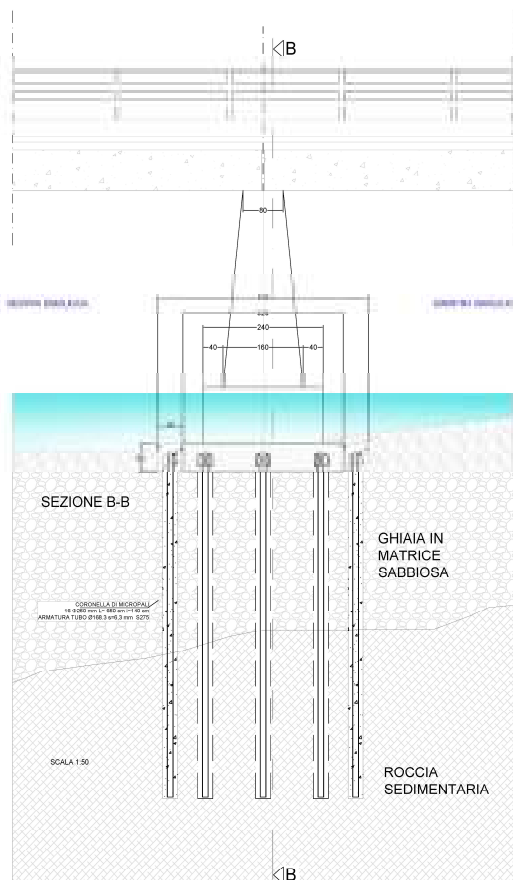 B
80
240
40 160 40
SEZIONE B-B
GHIAIA IN
MATRICE
SABBIOSA
CORONELLA DI MICROPALI
ARMATURA TUBO Ø168.3 s=6,3 mm S275
SCALA 1:50
ROCCIA
SEDIMENTARIA
B